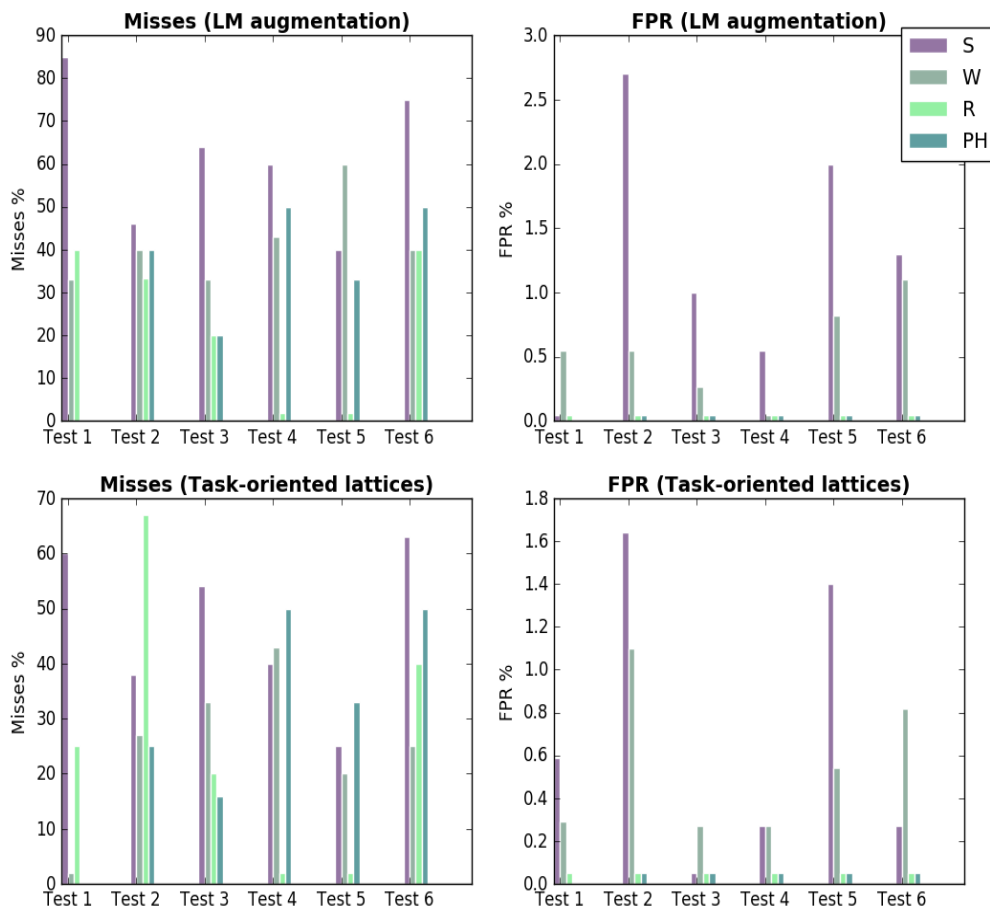 Misses (LM augmentation)
Misses %
90
80
70
60
50
40
30
20
10
0
Test 1 Test 2 Test 3 Test 4 Test 5 Test 6
FPR (LM augmentation)
FPR %
3.0
2.5
2.0
1.5
1.0
0.5
0.0
Test 1 Test 2 Test 3 Test 4 Test 5 Test 6
S
W
R
PH
Misses (Task-oriented lattices)
Misses %
70
60
50
40
30
20
10
0
Test 1 Test 2 Test 3 Test 4 Test 5 Test 6
FPR (Task-oriented lattices)
FPR %
1.8
1.6
1.4
1.2
1.0
0.8
0.6
0.4
0.2
0.0
Test 1 Test 2 Test 3 Test 4 Test 5 Test 6